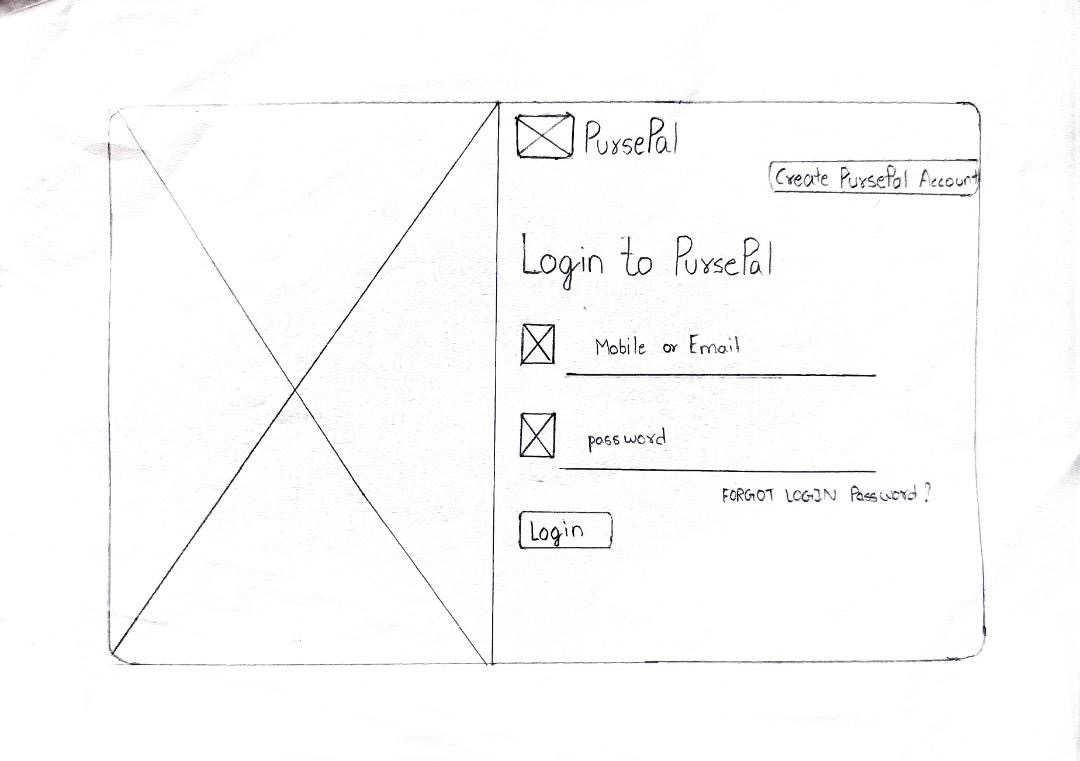 PursePal
Create PursePal Account
Login to PursePal
Mobile or Email
password
FORGOT LOGIN Password?
Login